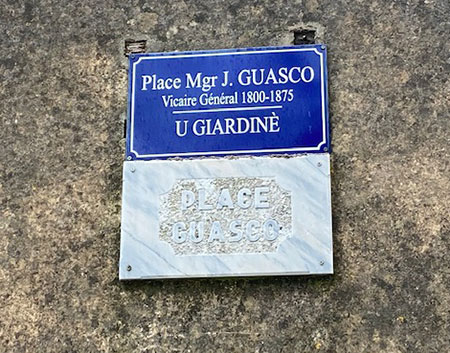 Place Mgr J. GUASCO
Vicaire Général 1800-1875
U GIARDINÈ
PLACE
GUASCO